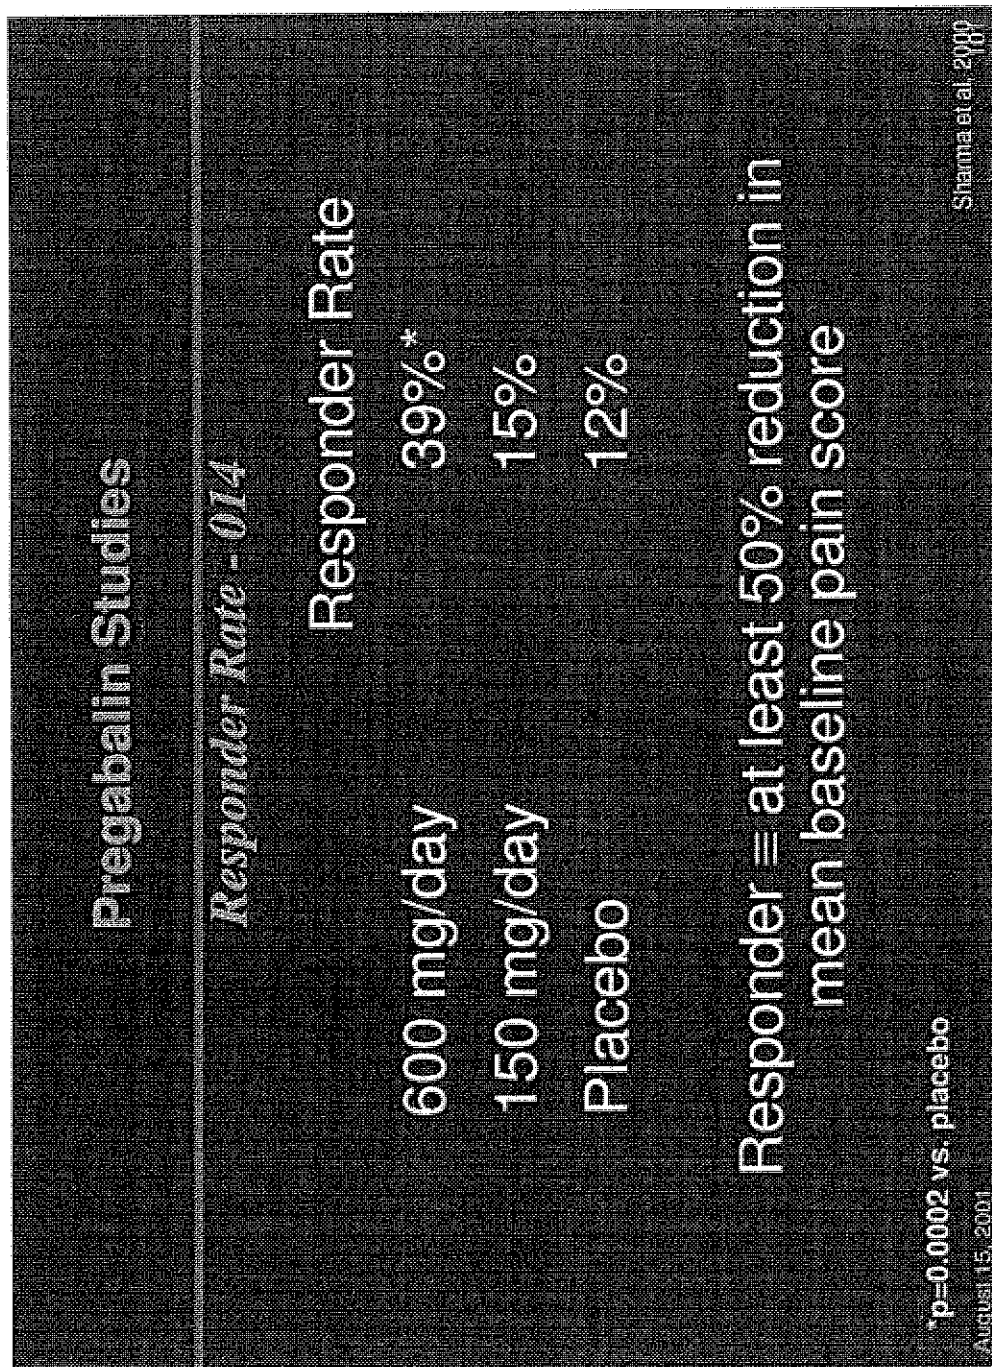 Pregabalin Studies
Responder Rate - 014
Responder Rate
600 mg/day 39%*
150 mg/day 15%
Placebo 12%
Responder ≡ at least 50% reduction in
mean baseline pain score
*p=0.0002 vs. placebo
August 15, 2001
Sharma et al, 2000